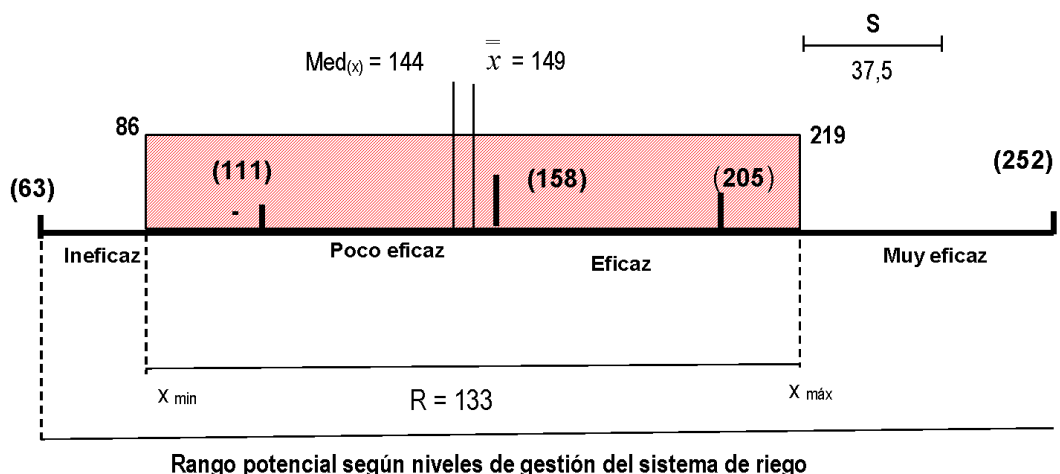 S
Med(x) = 144 x = 149
37,5
86
219
(111)
(158)
(205)
(252)
(63)
Ineficaz
Poco eficaz
Eficaz
Muy eficaz
-
x min
R = 133
x máx
Rango potencial según niveles de gestión del sistema de riego